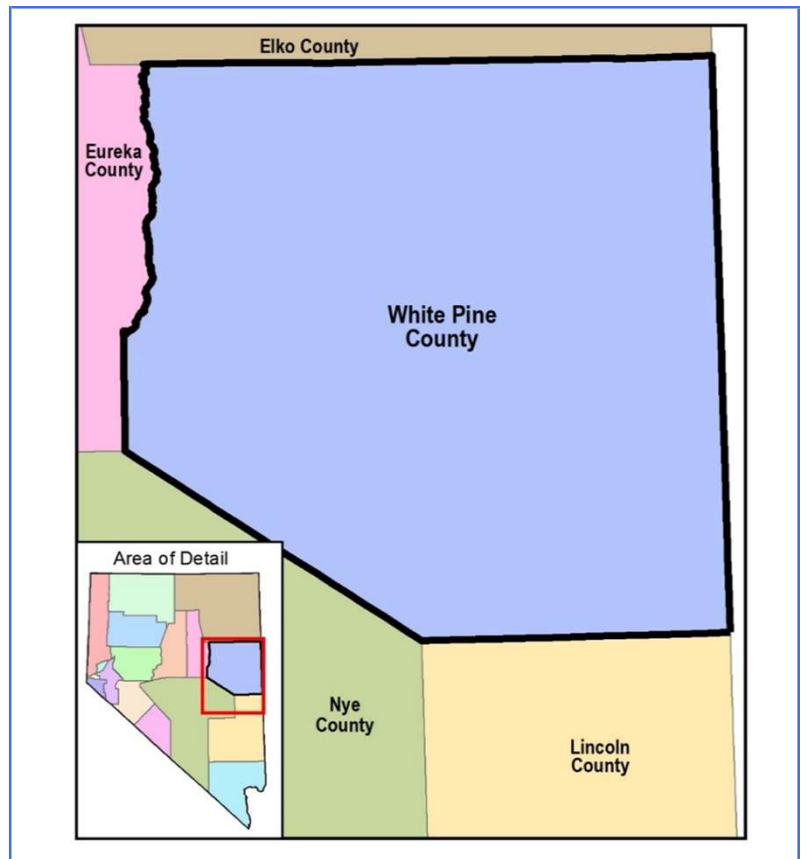 Elko County
Eureka
County
White Pine
County
Area of Detail
Nye
County
Lincoln
County